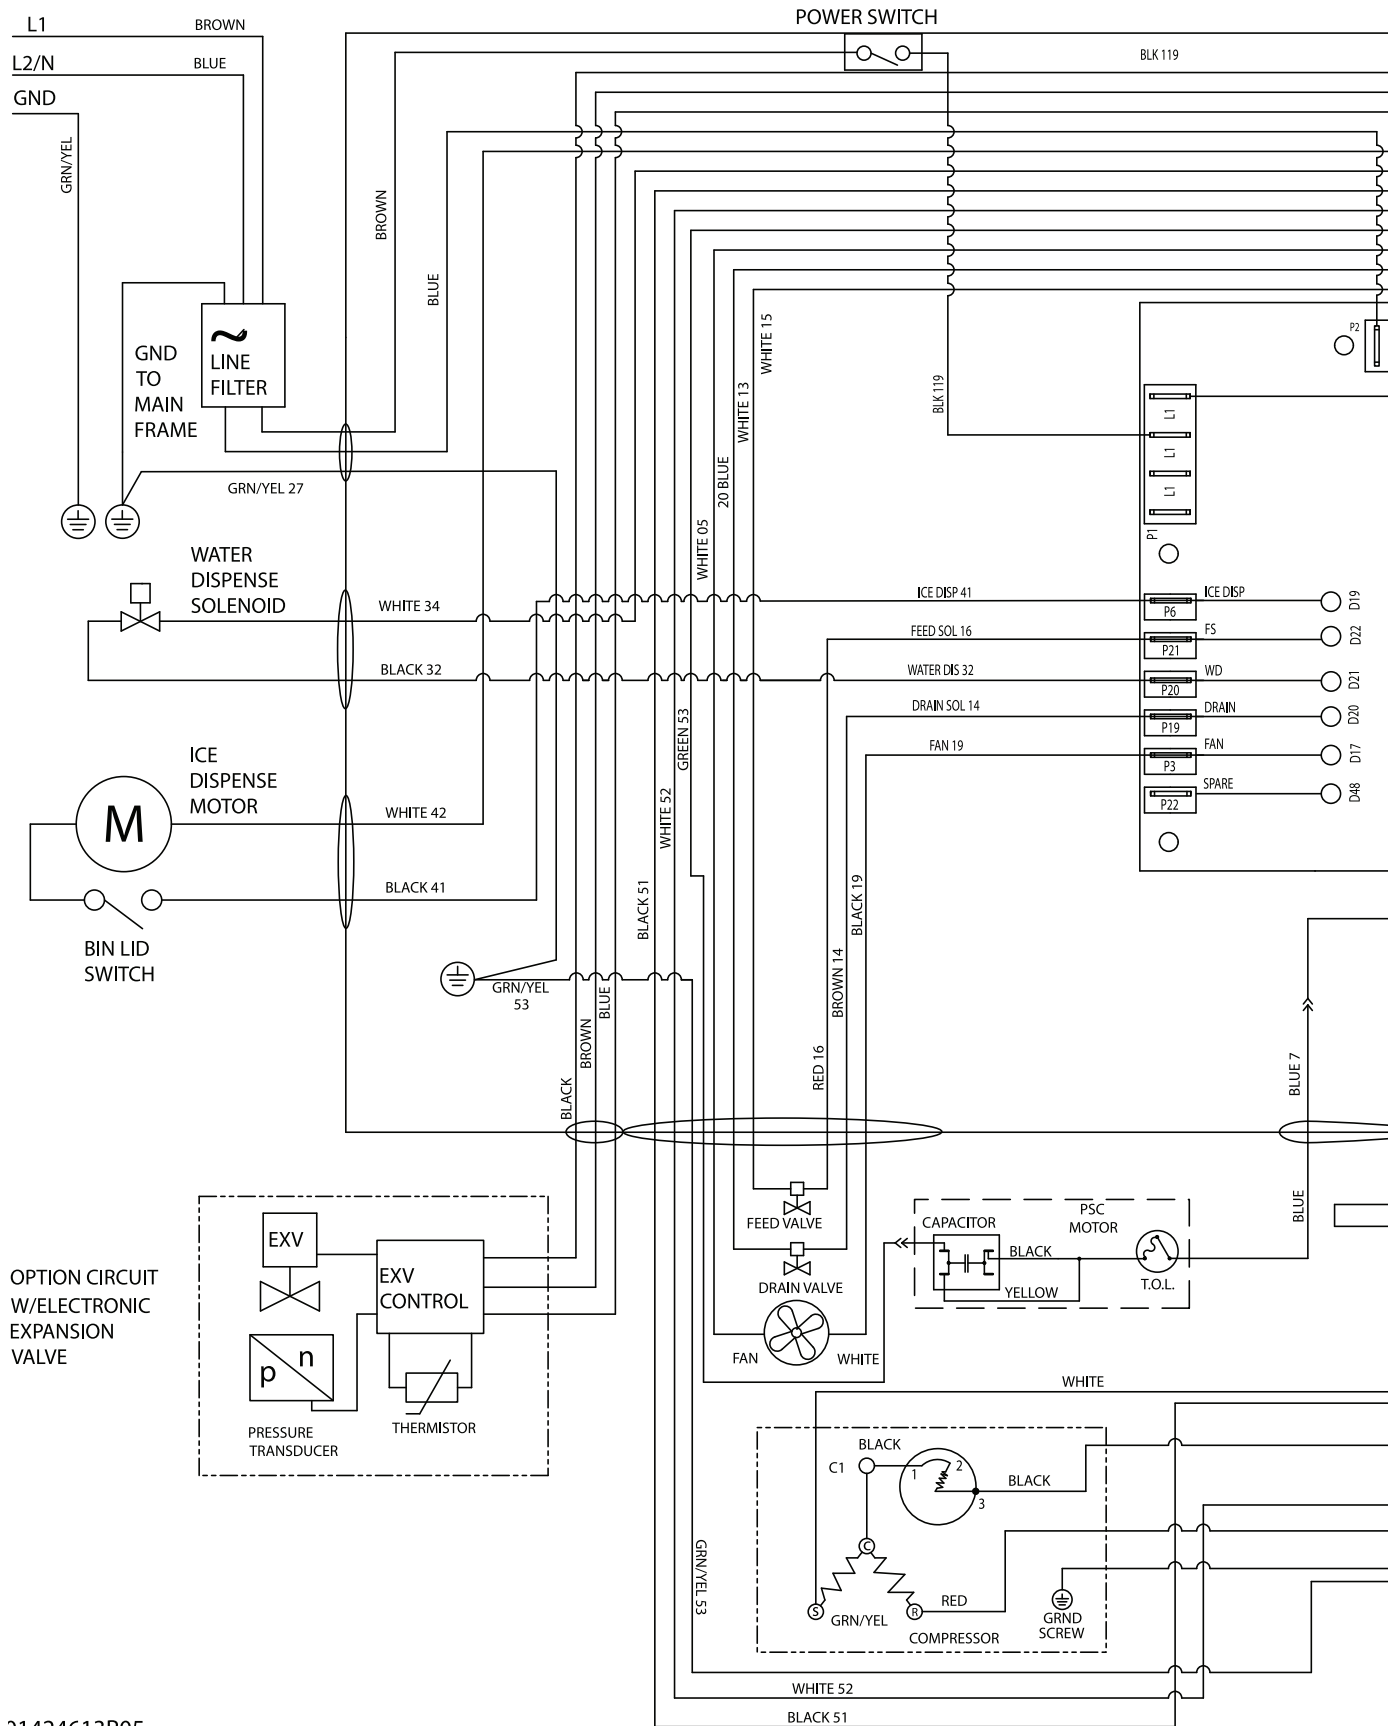 POWER SWITCH
L1
BROWN
L2/N
BLUE
GND
BLK 119
GRN/YEL
BROWN
BLUE
LINE
FILTER
GND
TO
MAIN
FRAME
GRN/YEL 27
WHITE 15
WHITE 13
20 BLUE
WHITE 05
BLK 119
P2
L1
L1
L1
P1
WATER
DISPENSE
SOLENOID
WHITE 34
BLACK 32
ICE DISP 41
P6
ICE DISP
D19
FEED SOL 16
P21
FS
D22
WATER DIS 32
P20
WD
D21
DRAIN SOL 14
P19
DRAIN
D20
FAN 19
P3
FAN
D17
P22
SPARE
D48
ICE
DISPENSE
MOTOR
M
WHITE 42
BLACK 41
BIN LID
SWITCH
GREEN 53
WHITE 52
BLACK 51
BLACK 19
BROWN 14
RED 16
GRN/YEL
53
BLUE
BROWN
BLACK
BLUE 7
BLUE
OPTION CIRCUIT
W/ELECTRONIC
EXPANSION
VALVE
EXV
EXV
CONTROL
p n
PRESSURE
TRANSDUCER
THERMISTOR
FEED VALVE
DRAIN VALVE
FAN
WHITE
CAPACITOR
PSC
MOTOR
BLACK
YELLOW
T.O.L.
WHITE
BLACK
C1
1
2
3
BLACK
C
S
R
GRN/YEL
RED
COMPRESSOR
GRND
SCREW
GRN/YEL 53
WHITE 52
BLACK 51